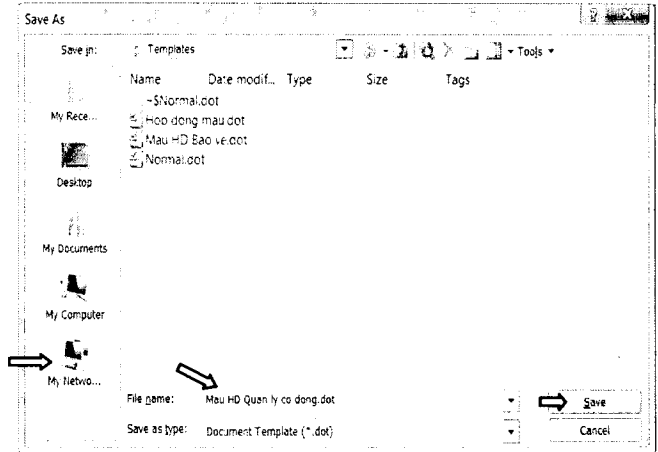 Save As
Save in: Templates Tools
Name Date modif... Type Size Tags
~$Normal.dot
Hop dong mau.dot
Mau HD Bao ve.dot
Normal.dot
My Rece...
Desktop
My Documents
My Computer
My Netwo...
File name: Mau HD Quan ly co dong.dot Save
Save as type: Document Template (*.dot) Cancel